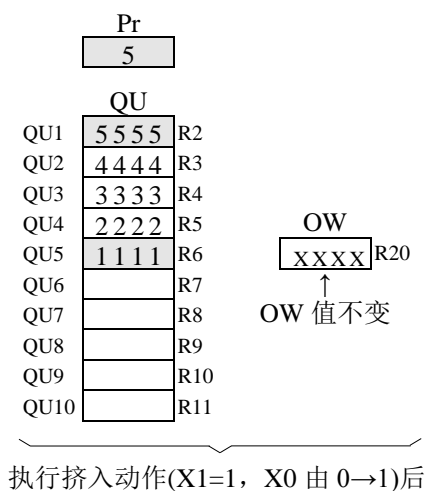 Pr
5
QU
QU1 5555 R2
QU2 4444 R3
QU3 3333 R4
QU4 2222 R5
QU5 1111 R6
QU6 R7
QU7 R8
QU8 R9
QU9 R10
QU10 R11
OW
XXXX R20
↑
OW 值不变
执行挤入动作(X1=1，X0 由 0→1)后